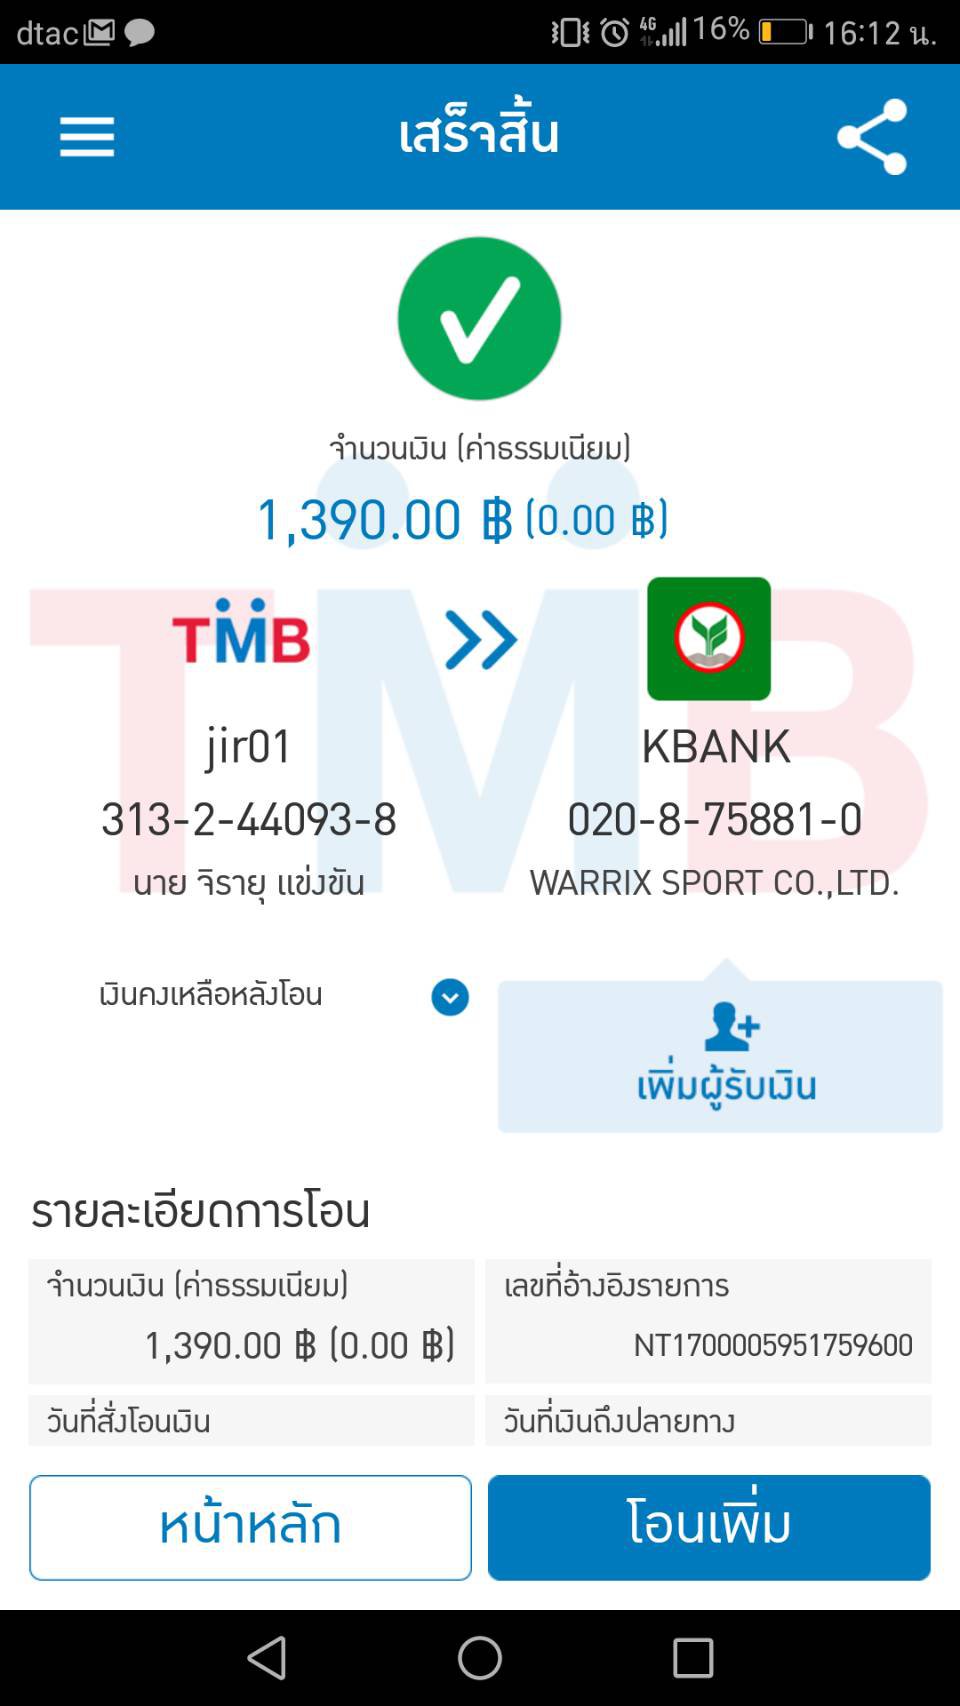 dtac 4G 16% 16:12 น.
เสร็จสิ้น
จำนวนเงิน (ค่าธรรมเนียม)
1,390.00 ฿ (0.00 ฿)
TMB
TMB
jir01 KBANK
313-2-44093-8 020-8-75881-0
นาย จิรายุ แข่งขัน WARRIX SPORT CO.,LTD.
เงินคงเหลือหลังโอน
เพิ่มผู้รับเงิน
รายละเอียดการโอน
จำนวนเงิน (ค่าธรรมเนียม) เลขที่อ้างอิงรายการ
1,390.00 ฿ (0.00 ฿) NT1700005951759600
วันที่สั่งโอนเงิน วันที่เงินถึงปลายทาง
หน้าหลัก โอนเพิ่ม